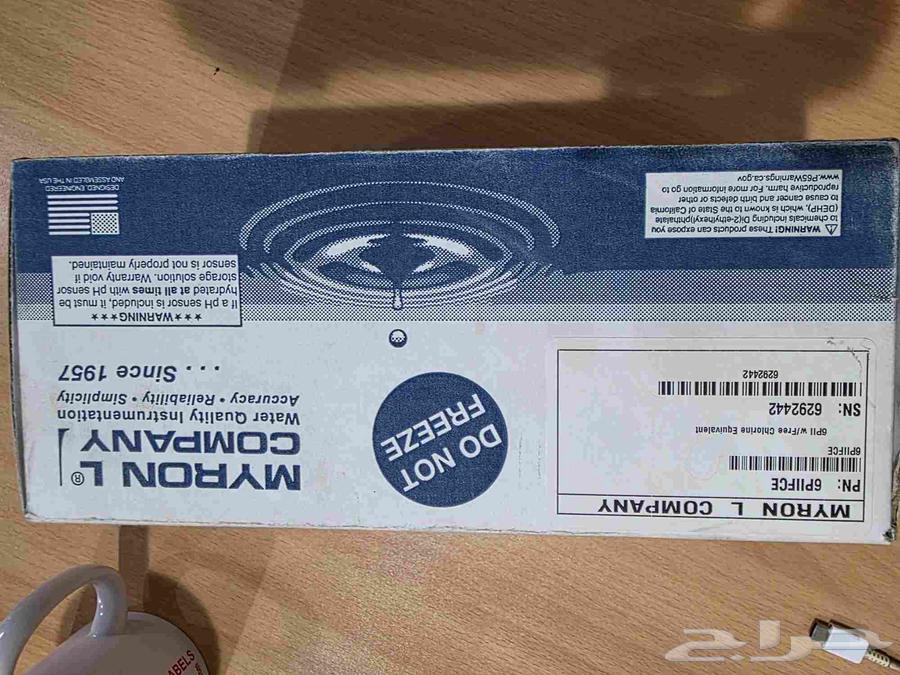 MYRON L COMPANY
PN: 6PIIFCE
6PIIFCE
6PII w/Free Chlorine Equivalent
SN: 6292442
6292442
DO NOT
FREEZE
MYRON L®
COMPANY
Water Quality Instrumentation
Accuracy • Reliability • Simplicity
. . . Since 1957
★★★★WARNING★★★★
If a pH sensor is included, it must be
hydrated at all times with pH sensor
storage solution. Warranty is void if
sensor is not properly maintained.
⚠ WARNING! These products can expose you
to chemicals including Di(2-ethylhexyl)phthalate
(DEHP), which is known to the State of California
to cause cancer and birth defects or other
reproductive harm. For more information go to
www.P65Warnings.ca.gov
DESIGNED, ENGINEERED
AND ASSEMBLED IN THE USA
ABELS
حراج